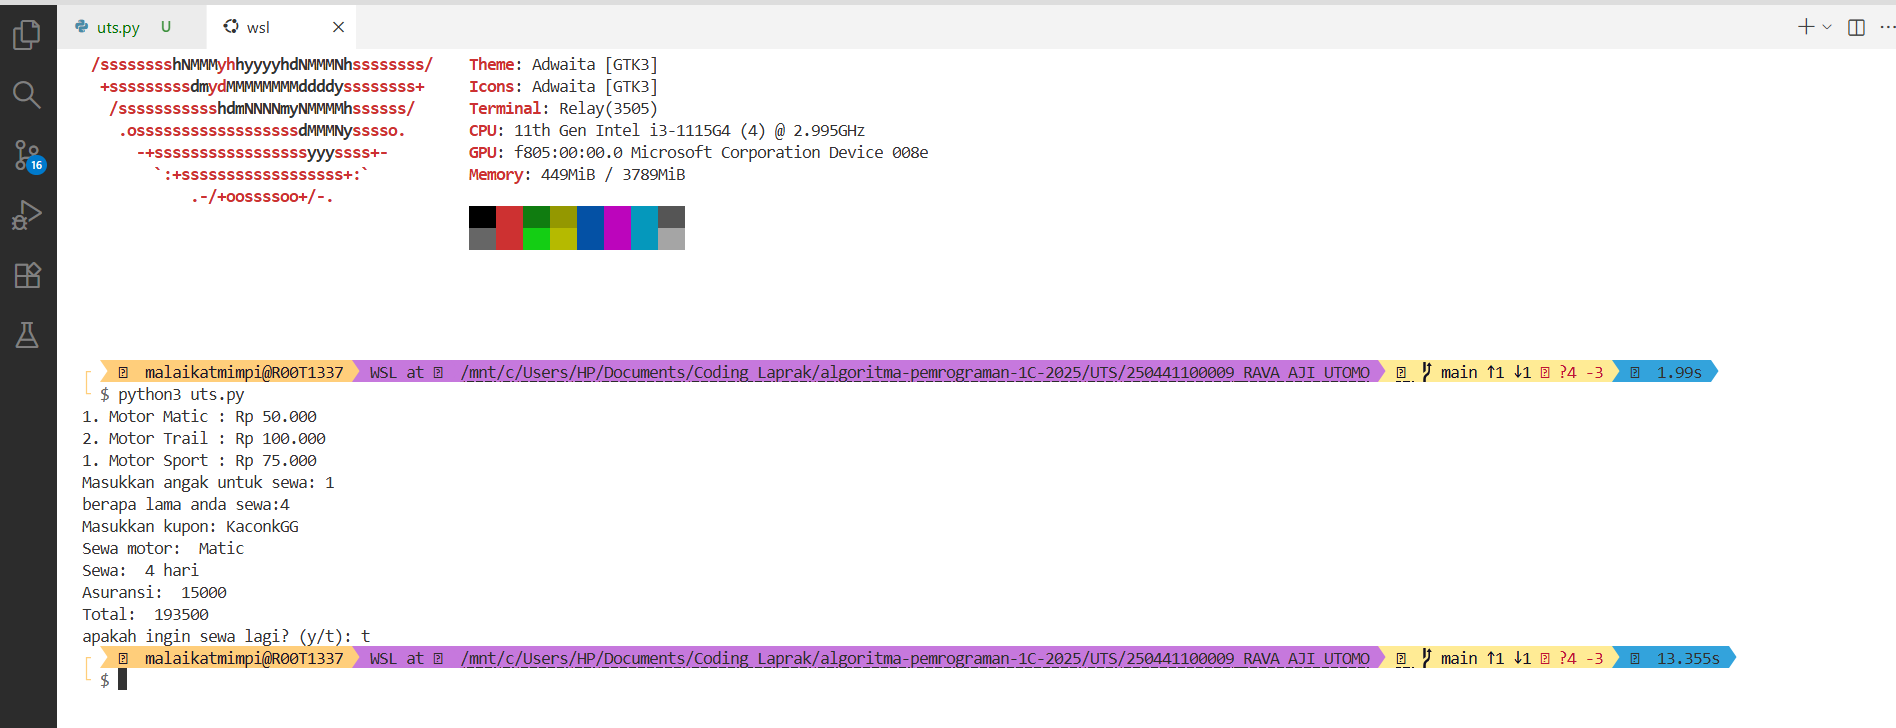 uts.py U wsl
/sssssssshNMMMyhhyyyyhdNMMMNhssssssss/ Theme: Adwaita [GTK3]
+sssssssssdmydMMMMMMMMddddyssssssss+ Icons: Adwaita [GTK3]
/ssssssssssshdmNNNNmyNMMMMhssssss/ Terminal: Relay(3505)
.ossssssssssssssssssdMMMNysssso. CPU: 11th Gen Intel i3-1115G4 (4) @ 2.995GHz
-+sssssssssssssssssyyyssss+- GPU: f805:00:00.0 Microsoft Corporation Device 008e
`:+ssssssssssssssssss+:` Memory: 449MiB / 3789MiB
.-/+oossssoo+/-.
16
malaikatmimpi@R00T1337 WSL at /mnt/c/Users/HP/Documents/Coding Laprak/algoritma-pemrograman-1C-2025/UTS/250441100009_RAVA AJI UTOMO main ↑1 ↓1 ?4 -3 1.99s
$ python3 uts.py
1. Motor Matic : Rp 50.000
2. Motor Trail : Rp 100.000
1. Motor Sport : Rp 75.000
Masukkan angak untuk sewa: 1
berapa lama anda sewa:4
Masukkan kupon: KaconkGG
Sewa motor:  Matic
Sewa:  4 hari
Asuransi:  15000
Total:  193500
apakah ingin sewa lagi? (y/t): t
malaikatmimpi@R00T1337 WSL at /mnt/c/Users/HP/Documents/Coding Laprak/algoritma-pemrograman-1C-2025/UTS/250441100009_RAVA AJI UTOMO main ↑1 ↓1 ?4 -3 13.355s
$